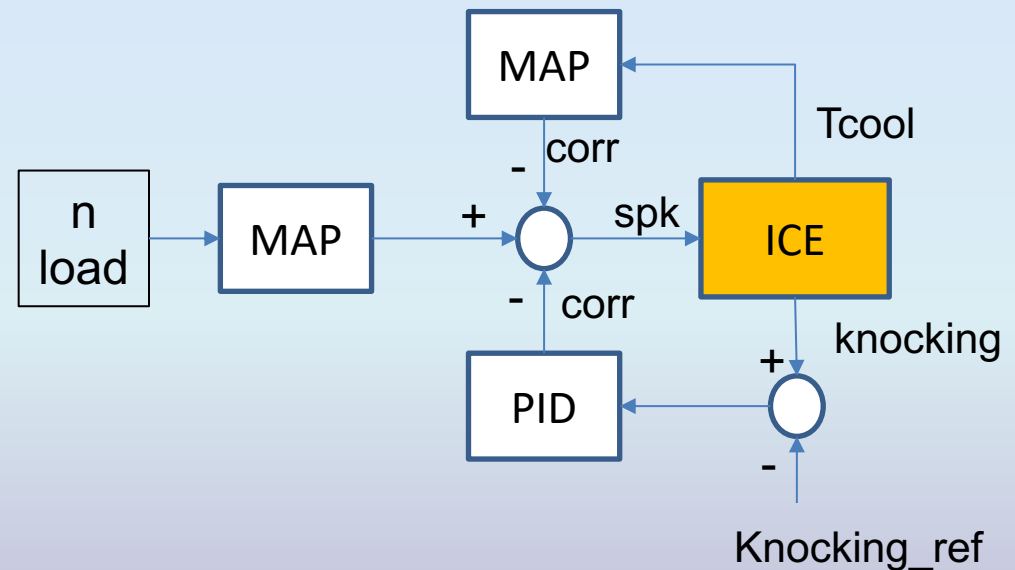 MAP
Tcool
corr
-
n
load
MAP
+
spk
ICE
-
corr
knocking
+
PID
-
Knocking_ref